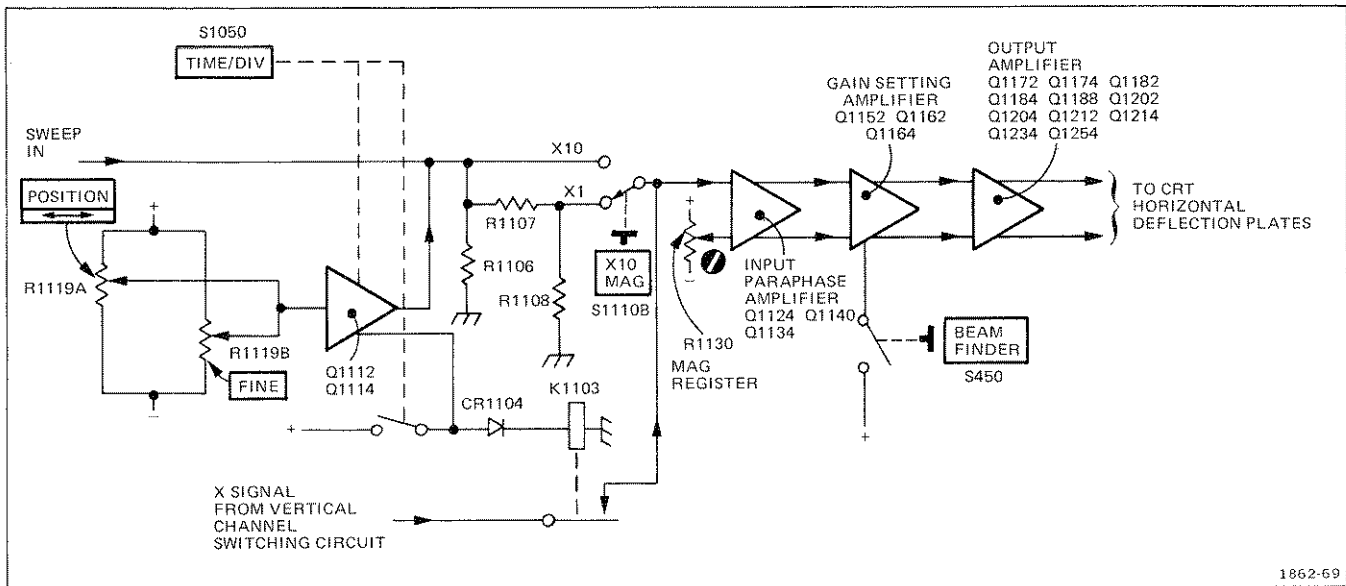 S1050
TIME/DIV
SWEEP
IN
POSITION
+
R1119A
R1119B
FINE
–
Q1112
Q1114
CR1104
K1103
+
X SIGNAL
FROM VERTICAL
CHANNEL
SWITCHING CIRCUIT
X10
X1
R1107
R1106
R1108
X10
MAG
S1110B
+
–
R1130
MAG
REGISTER
INPUT
PARAPHASE
AMPLIFIER
Q1124 Q1140
Q1134
GAIN SETTING
AMPLIFIER
Q1152 Q1162
Q1164
OUTPUT
AMPLIFIER
Q1172 Q1174 Q1182
Q1184 Q1188 Q1202
Q1204 Q1212 Q1214
Q1234 Q1254
BEAM
FINDER
S450
+
TO CRT
HORIZONTAL
DEFLECTION PLATES
1862-69